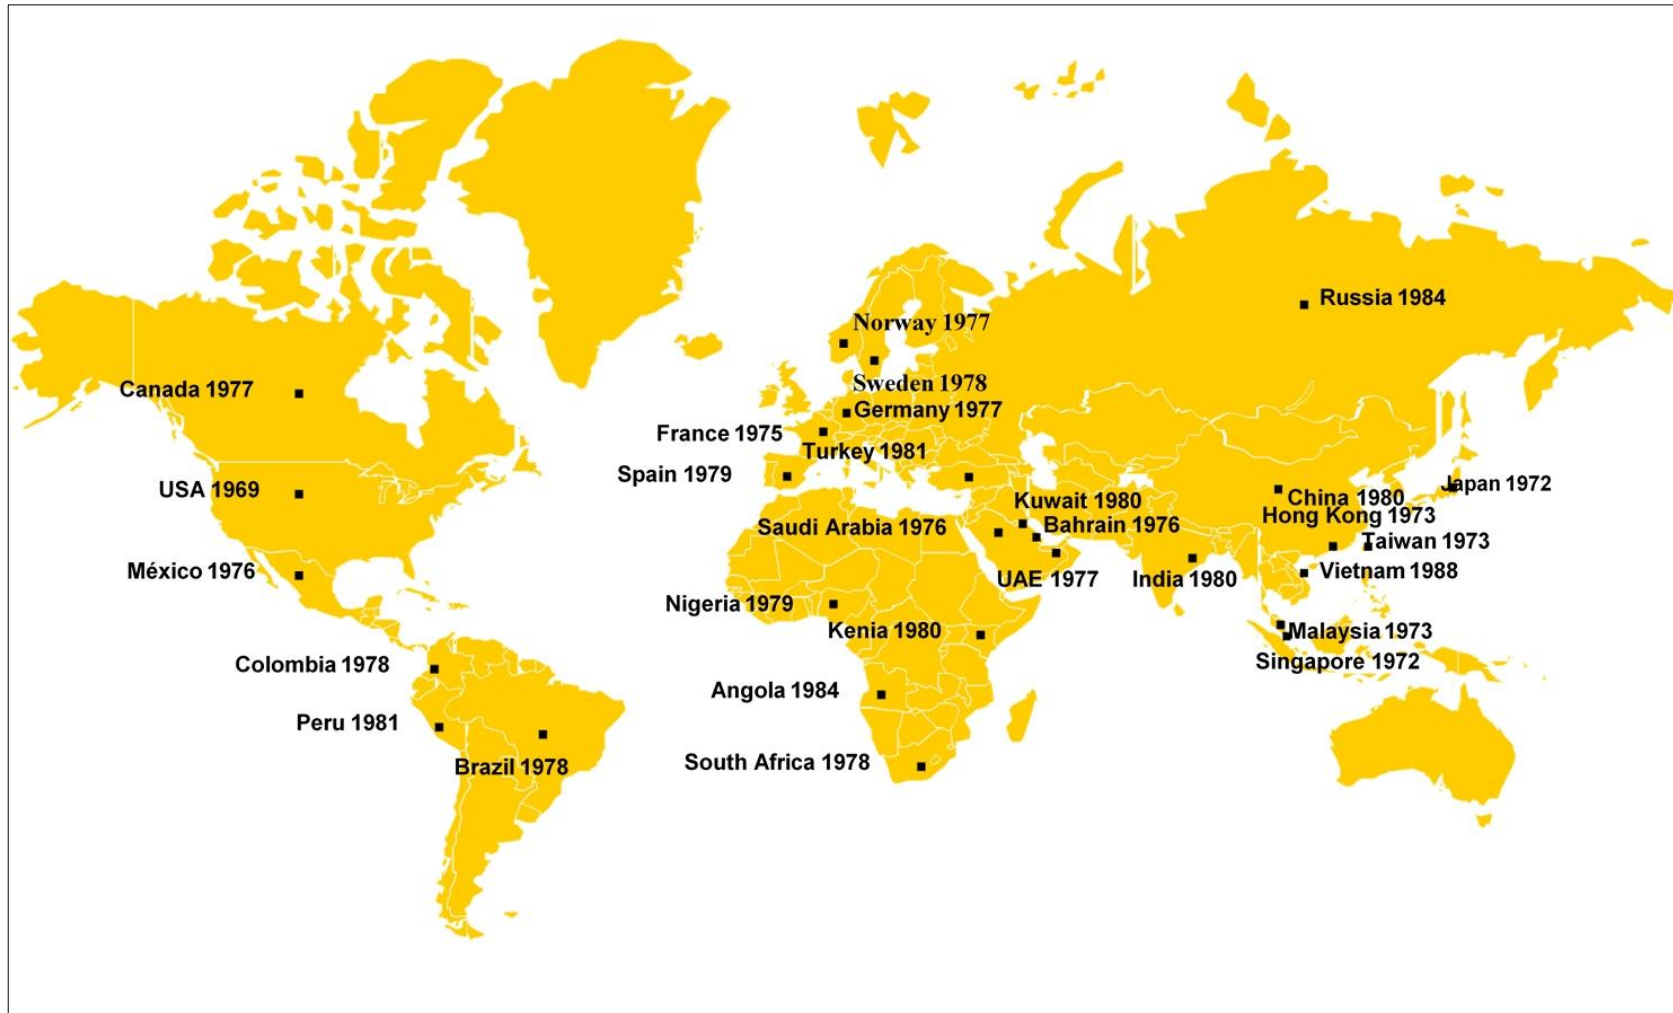 Russia 1984
Norway 1977
Canada 1977
Sweden 1978
Germany 1977
France 1975
Turkey 1981
Spain 1979
USA 1969
Japan 1972
Kuwait 1980
China 1980
Hong Kong 1973
Saudi Arabia 1976
Bahrain 1976
Taiwan 1973
México 1976
UAE 1977
India 1980
Vietnam 1988
Nigeria 1979
Kenia 1980
Malaysia 1973
Singapore 1972
Colombia 1978
Angola 1984
Peru 1981
South Africa 1978
Brazil 1978